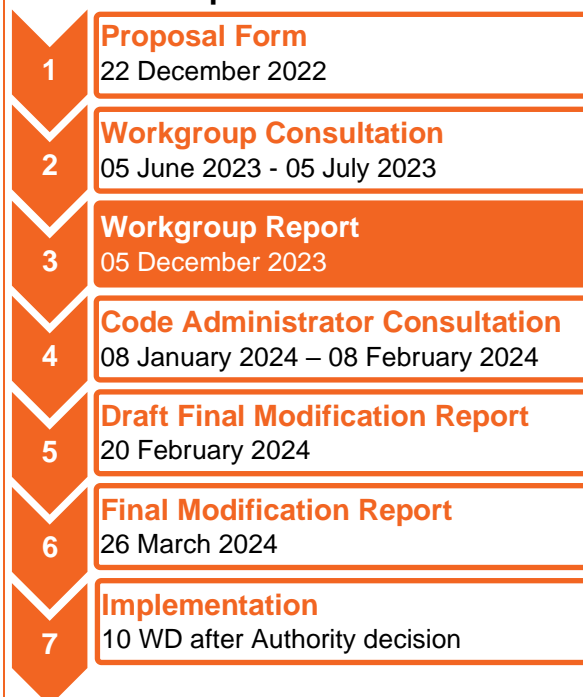 1
Proposal Form
22 December 2022
2
Workgroup Consultation
05 June 2023 - 05 July 2023
3
Workgroup Report
05 December 2023
4
Code Administrator Consultation
08 January 2024 – 08 February 2024
5
Draft Final Modification Report
20 February 2024
6
Final Modification Report
26 March 2024
7
Implementation
10 WD after Authority decision